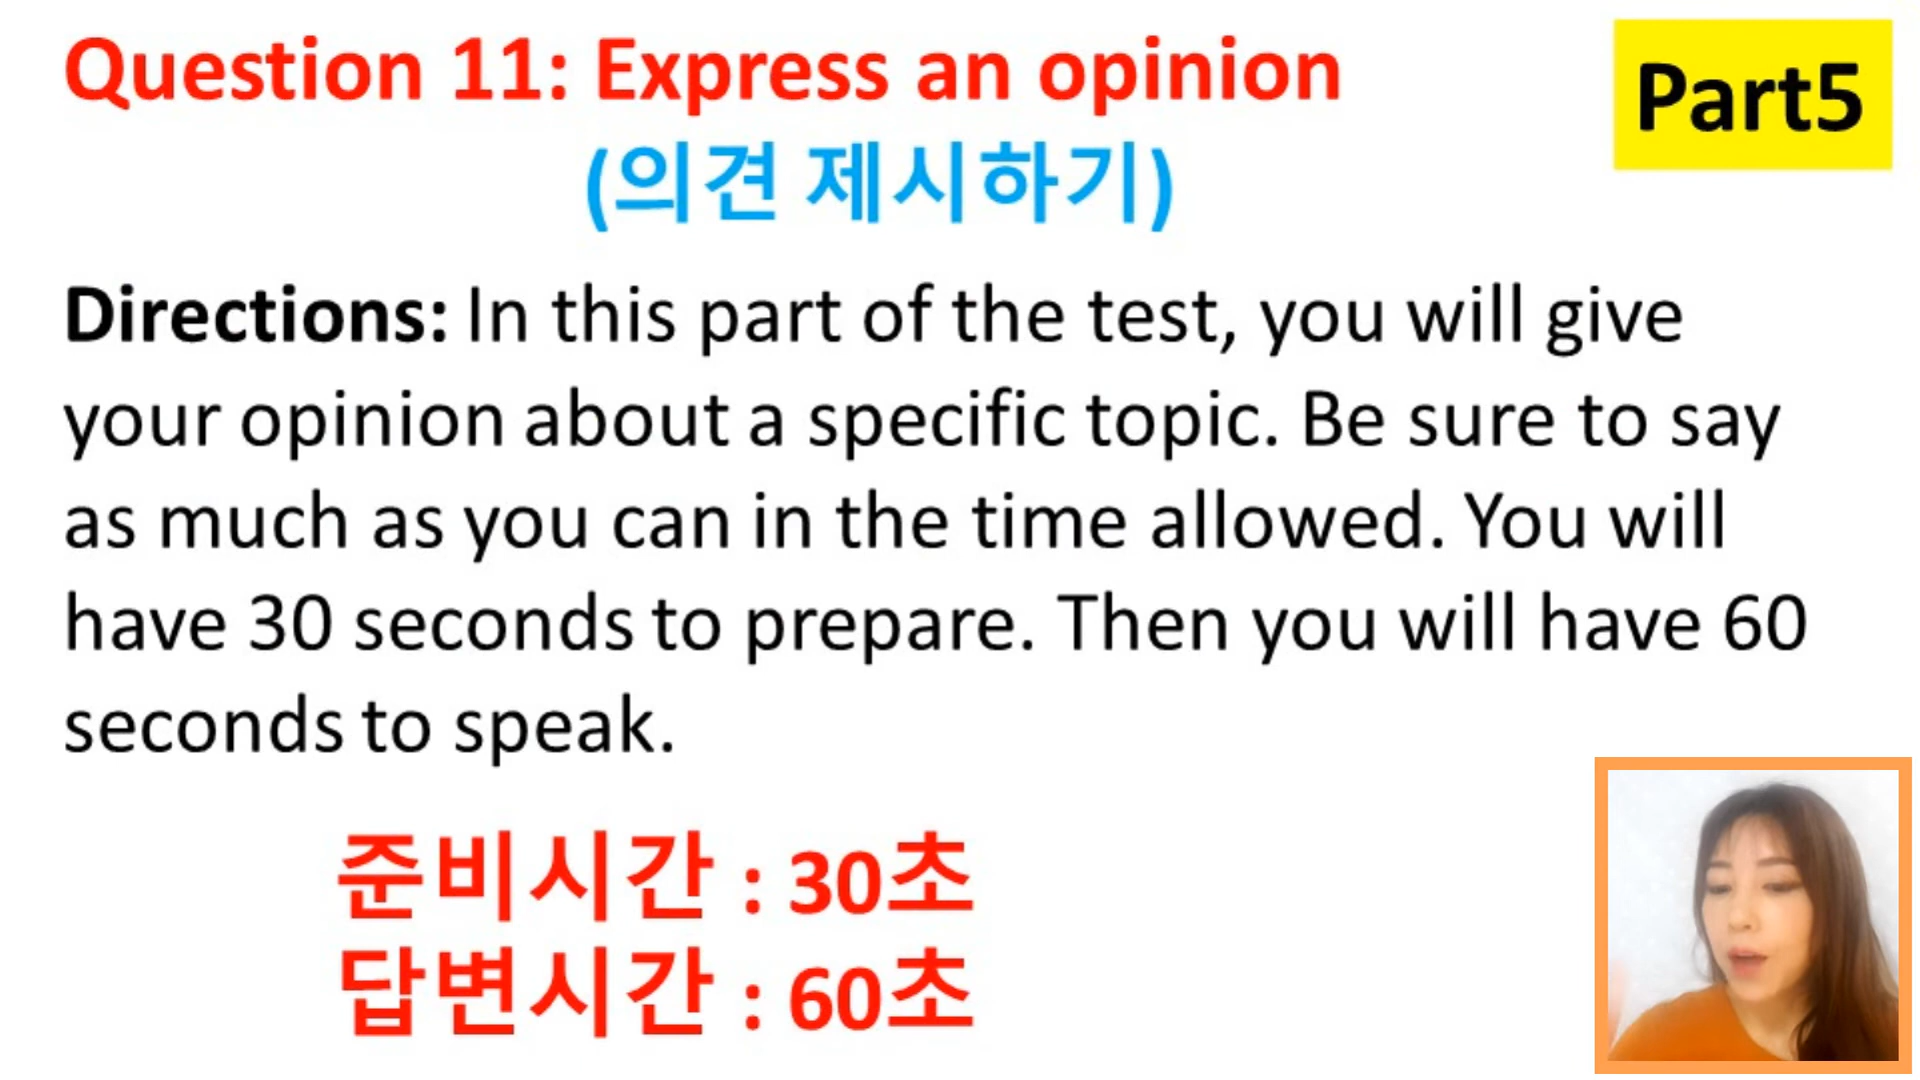 Question 11: Express an opinion
Part5
(의견 제시하기)
Directions: In this part of the test, you will give
your opinion about a specific topic. Be sure to say
as much as you can in the time allowed. You will
have 30 seconds to prepare. Then you will have 60
seconds to speak.
준비시간 : 30초
답변시간 : 60초